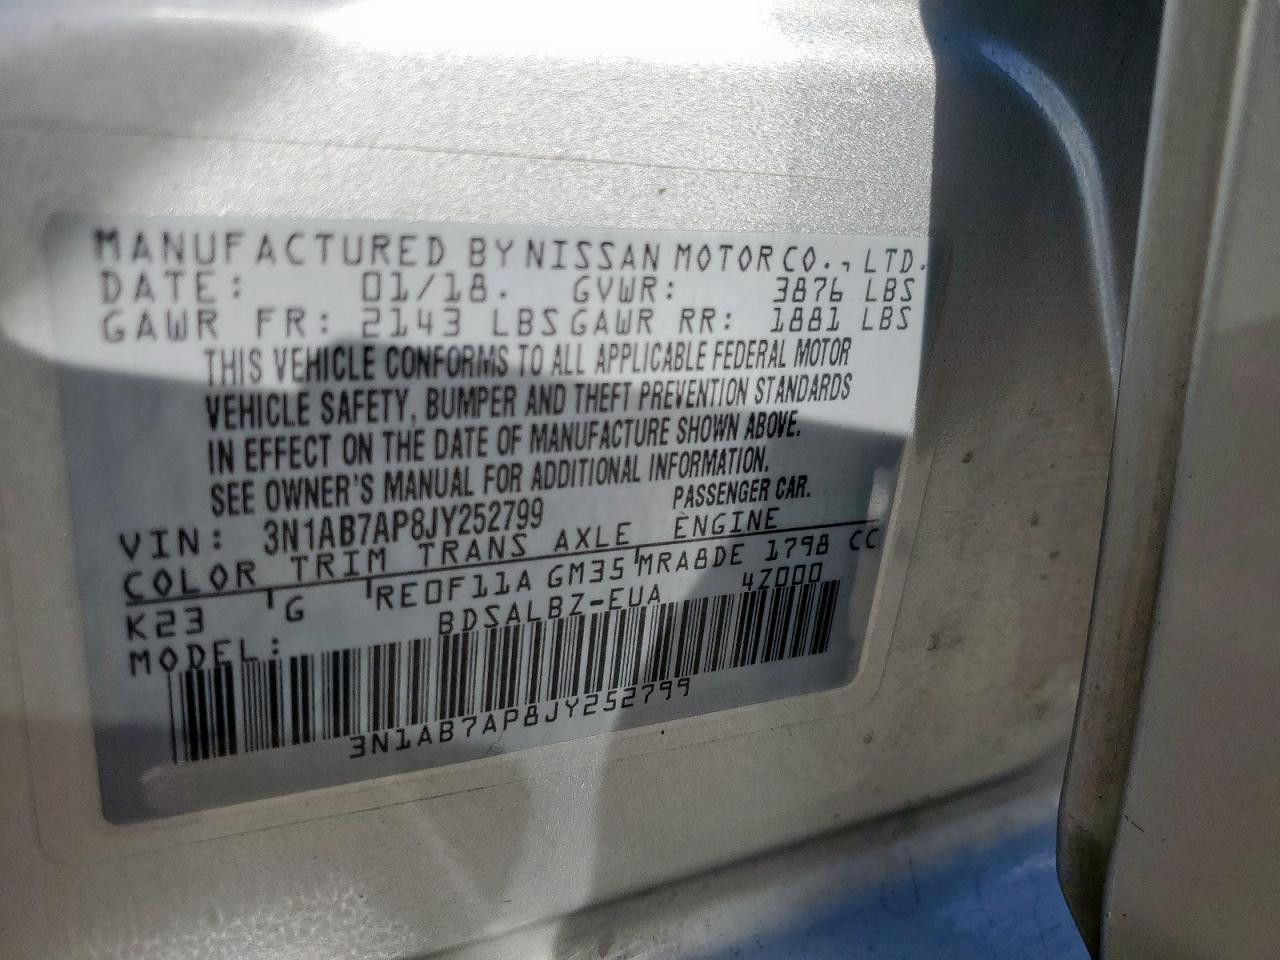 MANUFACTURED BY NISSAN MOTOR CO., LTD.
DATE: 01/18. GVWR: 3876 LBS
GAWR FR: 2143 LBS GAWR RR: 1881 LBS
THIS VEHICLE CONFORMS TO ALL APPLICABLE FEDERAL MOTOR
VEHICLE SAFETY, BUMPER AND THEFT PREVENTION STANDARDS
IN EFFECT ON THE DATE OF MANUFACTURE SHOWN ABOVE.
SEE OWNER'S MANUAL FOR ADDITIONAL INFORMATION.
VIN: 3N1AB7AP8JY252799 PASSENGER CAR.
COLOR TRIM TRANS AXLE ENGINE
K23 G RE0F11A GM35 MRA8DE 1798 CC
MODEL: BDSALBZ-EUA 4Z000
3N1AB7AP8JY252799